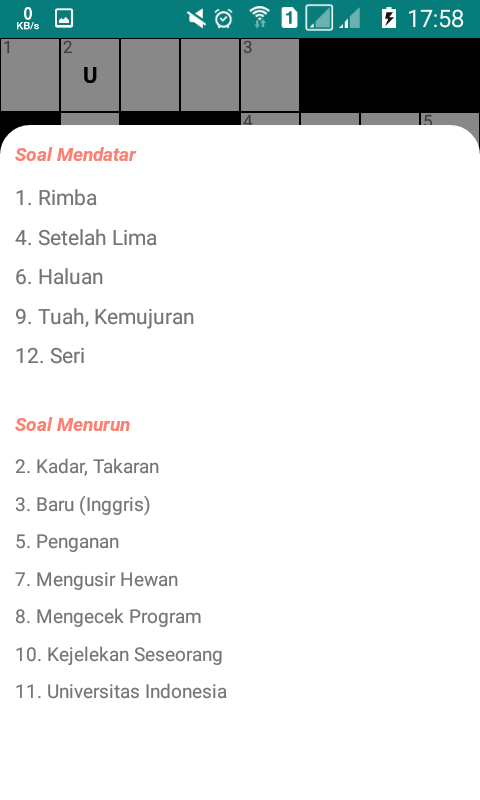 0
KB/s
1
17:58
1
2
3
U
4
5
Soal Mendatar
1. Rimba
4. Setelah Lima
6. Haluan
9. Tuah, Kemujuran
12. Seri
Soal Menurun
2. Kadar, Takaran
3. Baru (Inggris)
5. Penganan
7. Mengusir Hewan
8. Mengecek Program
10. Kejelekan Seseorang
11. Universitas Indonesia